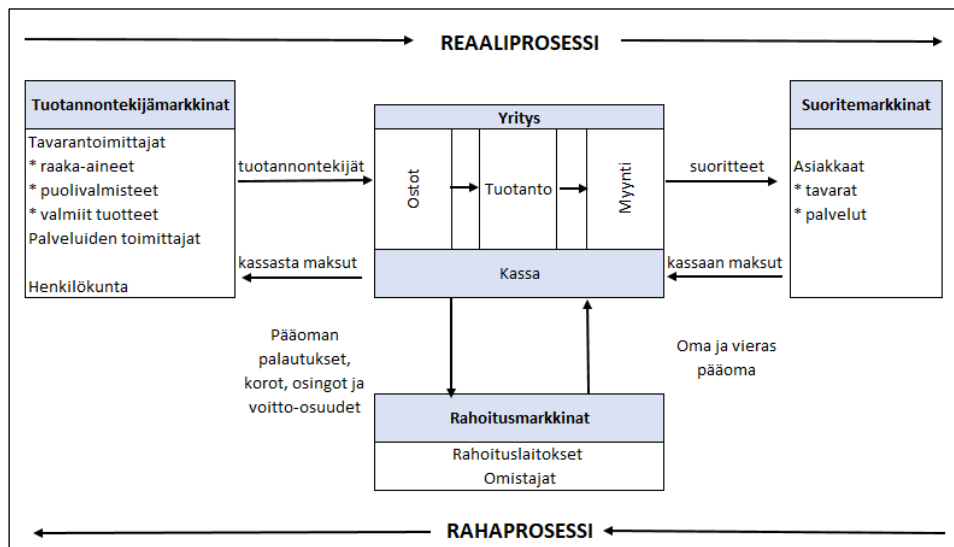 REAALIPROSESSI
Tuotannontekijämarkkinat
Tavarantoimittajat
* raaka-aineet
* puolivalmisteet
* valmiit tuotteet
Palveluiden toimittajat
Henkilökunta
tuotannontekijät
kassasta maksut
Yritys
Ostot
Tuotanto
Myynti
Kassa
suoritteet
kassaan maksut
Suoritemarkkinat
Asiakkaat
* tavarat
* palvelut
Pääoman
palautukset,
korot, osingot ja
voitto-osuudet
Oma ja vieras
pääoma
Rahoitusmarkkinat
Rahoituslaitokset
Omistajat
RAHAPROSESSI